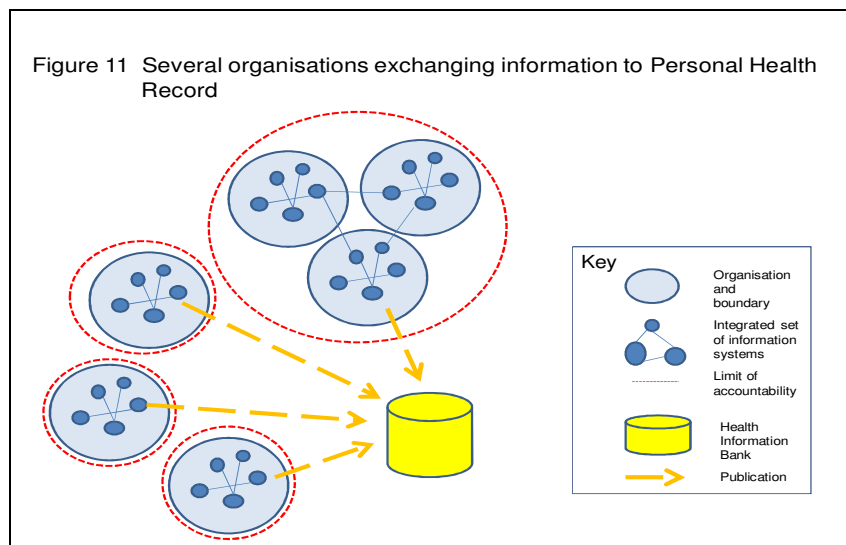 Figure 11 Several organisations exchanging information to Personal Health
Record
Key
Organisation
and
boundary
Integrated set
of information
systems
Limit of
accountability
Health
Information
Bank
Publication